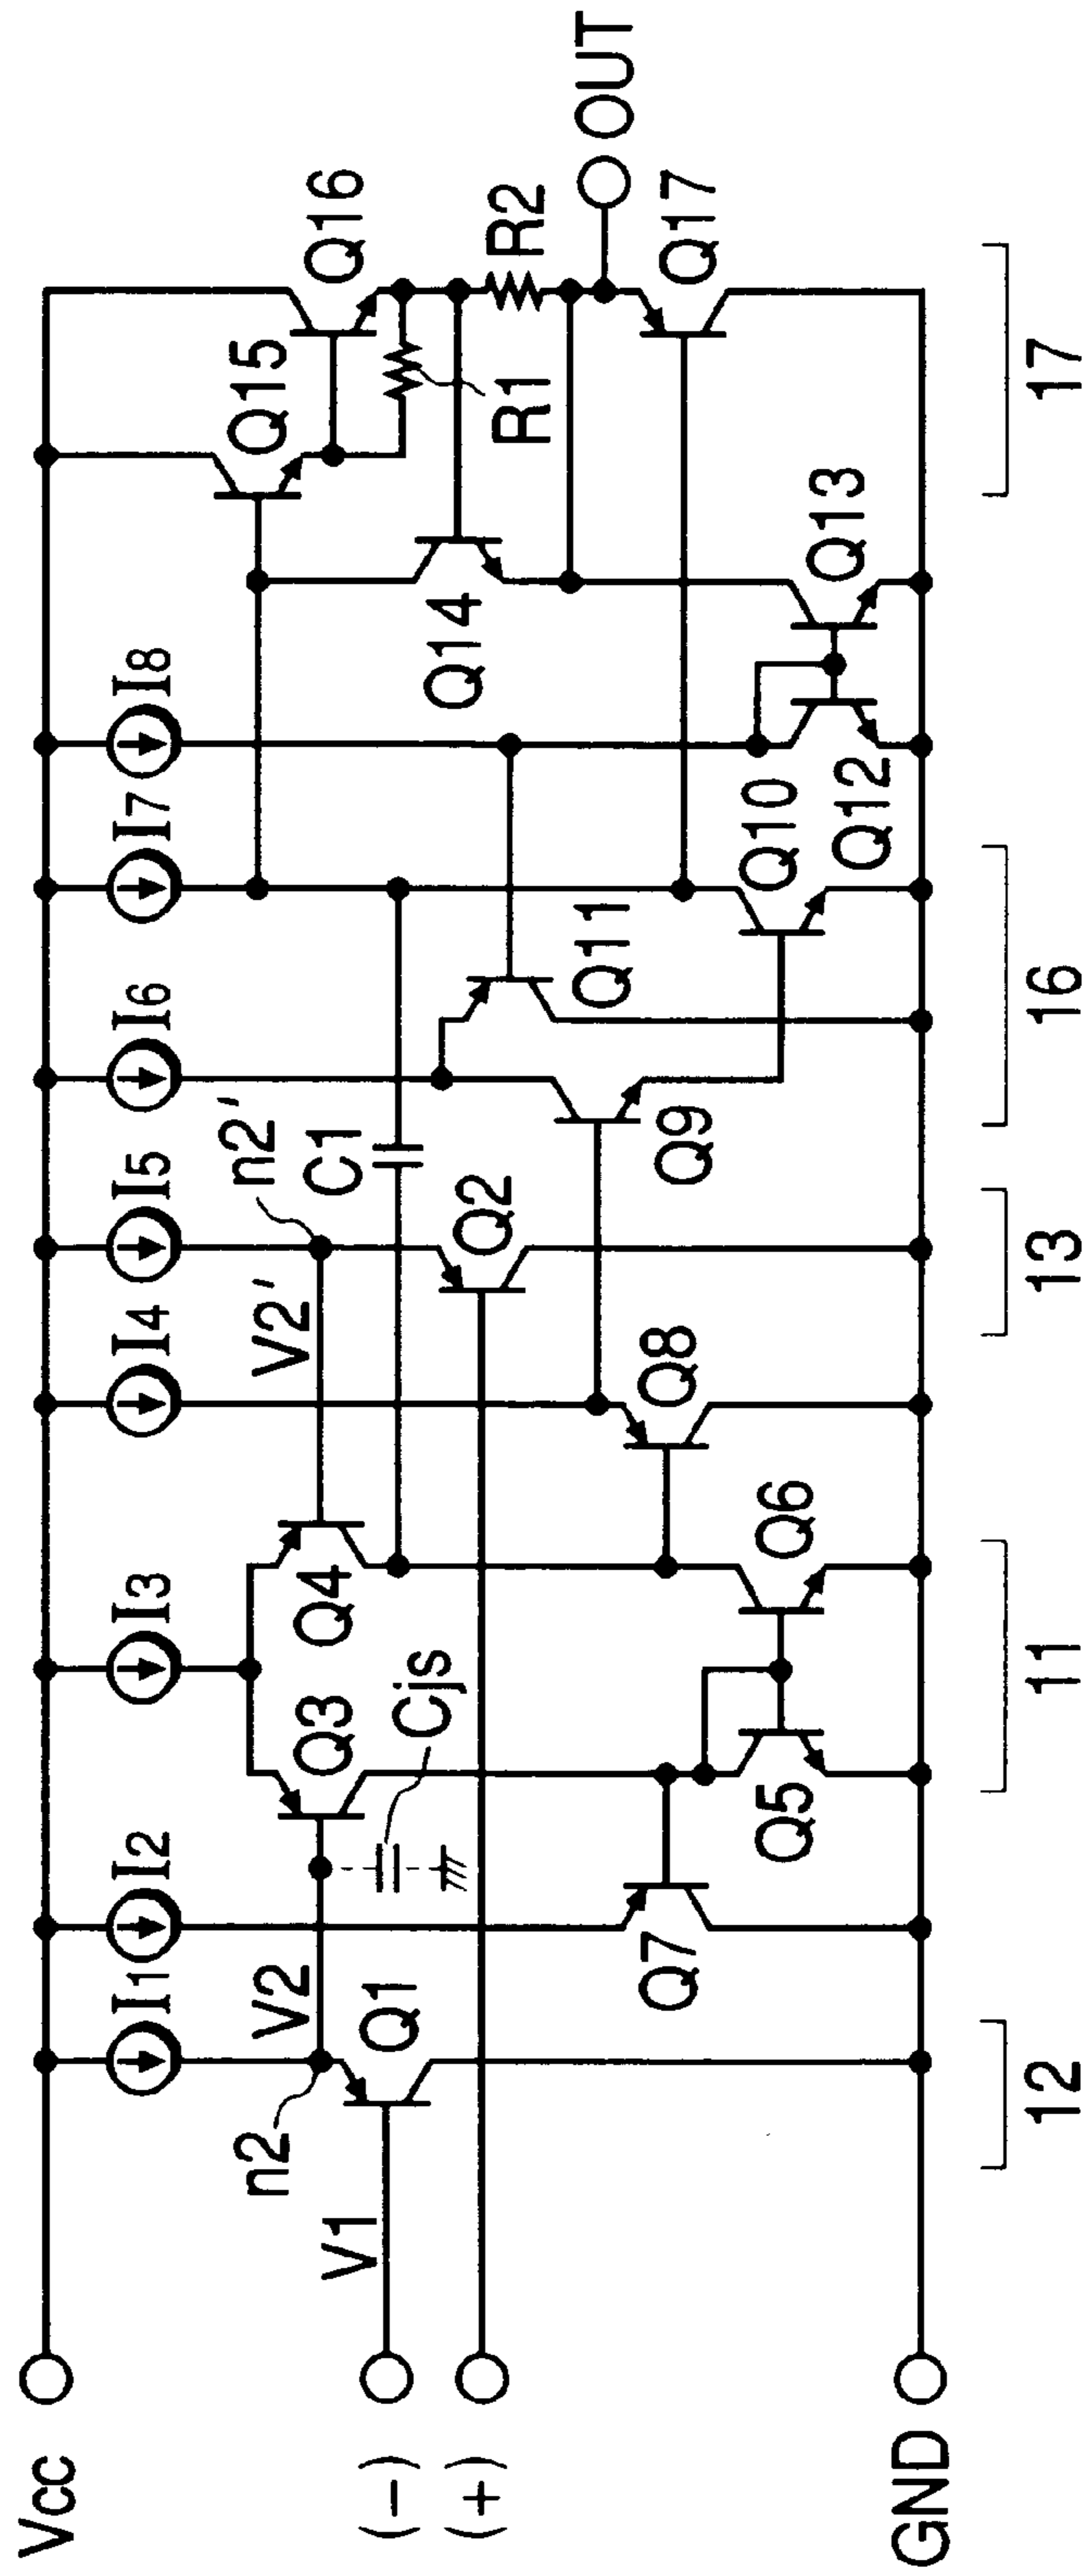 Vcc
(-)
(+)
GND
V1
n2
V2
I1
Q1
12
I2
Q7
Cjs
Q3
I3
Q4
Q5
Q6
11
I4
Q8
V2'
n2'
I5
Q2
13
C1
I6
Q9
Q11
Q10
16
I7
I8
Q12
Q13
Q14
Q15
Q16
R1
R2
Q17
OUT
17